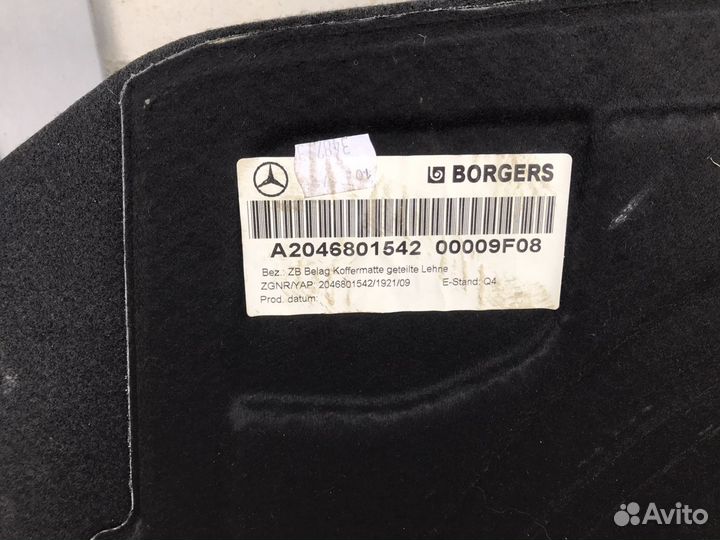 BORGERS
A2046801542 00009F08
Bez.: ZB Belag Koffermatte geteilte Lehne
ZGNR/YAP: 2046801542/1921/09 E-Stand: Q4
Prod. datum:
Avito